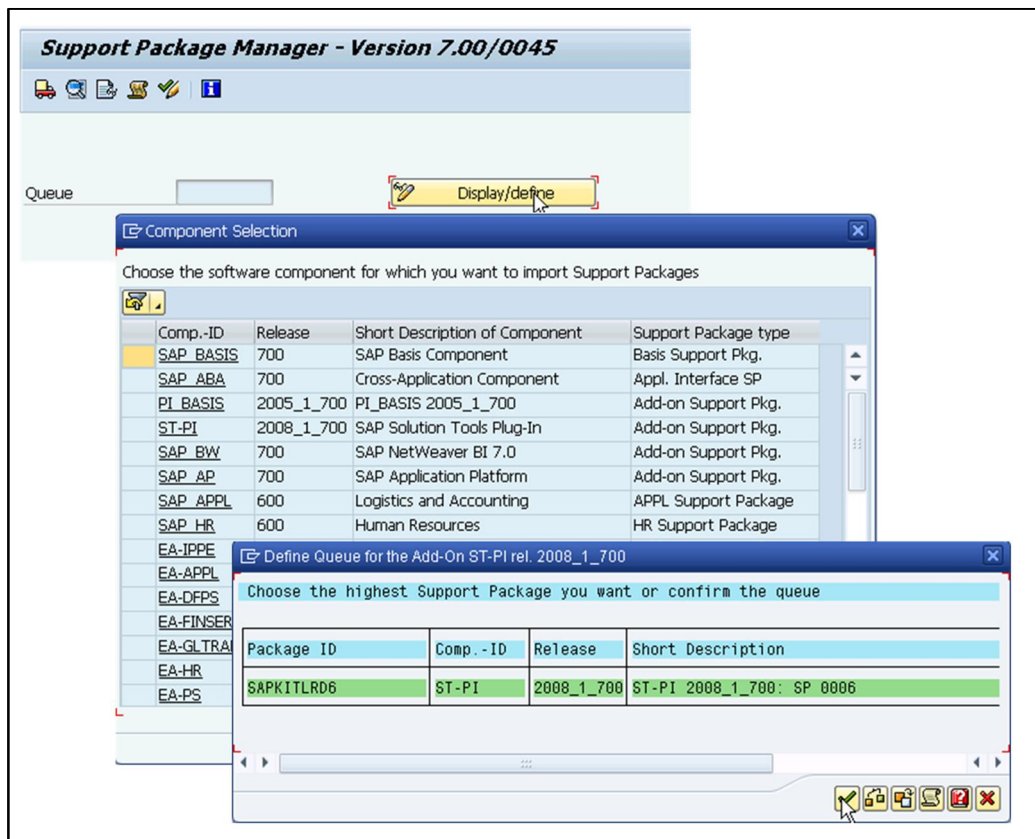 Support Package Manager - Version 7.00/0045
Queue Display/define
Component Selection
Choose the software component for which you want to import Support Packages
Comp.-ID Release Short Description of Component Support Package type
SAP_BASIS 700 SAP Basis Component Basis Support Pkg.
SAP_ABA 700 Cross-Application Component Appl. Interface SP
PI_BASIS 2005_1_700 PI_BASIS 2005_1_700 Add-on Support Pkg.
ST-PI 2008_1_700 SAP Solution Tools Plug-In Add-on Support Pkg.
SAP_BW 700 SAP NetWeaver BI 7.0 Add-on Support Pkg.
SAP_AP 700 SAP Application Platform Add-on Support Pkg.
SAP_APPL 600 Logistics and Accounting APPL Support Package
SAP_HR 600 Human Resources HR Support Package
EA-IPPE
EA-APPL
EA-DFPS
EA-FINSER
EA-GLTRA
EA-HR
EA-PS
Define Queue for the Add-On ST-PI rel. 2008_1_700
Choose the highest Support Package you want or confirm the queue
Package ID Comp.-ID Release Short Description
SAPKITLRD6 ST-PI 2008_1_700 ST-PI 2008_1_700: SP 0006